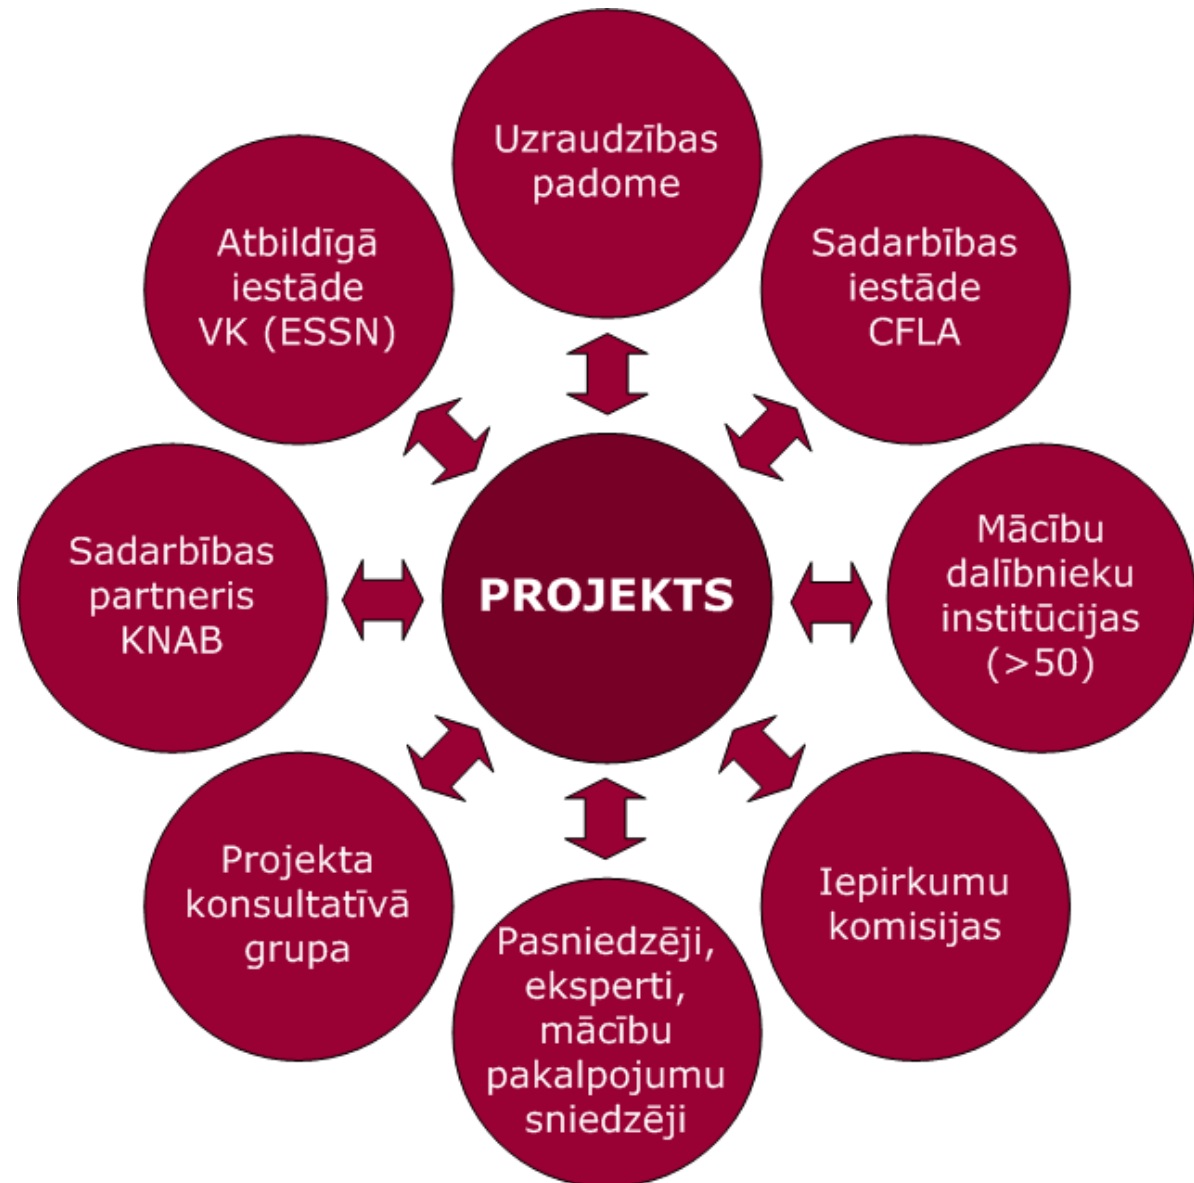 Uzraudzības
padome
Sadarbības
iestāde
CFLA
Mācību
dalībnieku
institūcijas
(>50)
Iepirkumu
komisijas
Pasniedzēji,
eksperti,
mācību
pakalpojumu
sniedzēji
Projekta
konsultatīvā
grupa
Sadarbības
partneris
KNAB
Atbildīgā
iestāde
VK (ESSN)
PROJEKTS